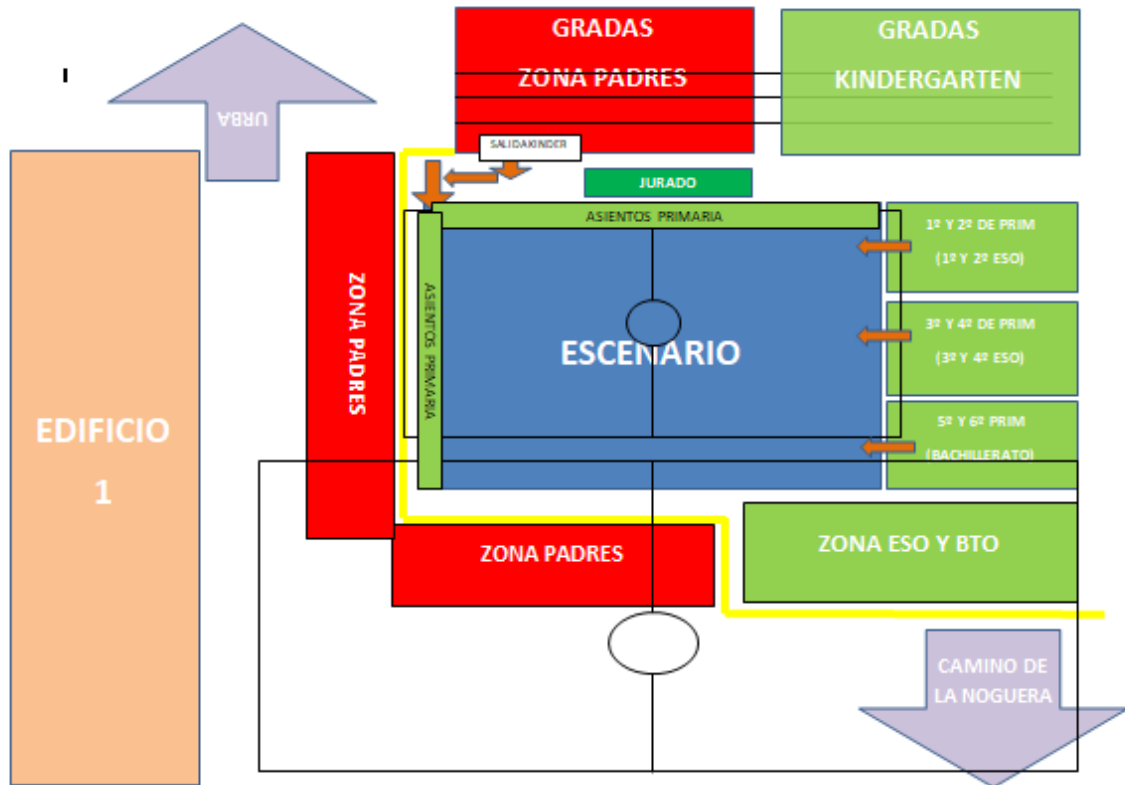 GRADAS
ZONA PADRES
GRADAS
KINDERGARTEN
URBA
SALIDAKINDER
JURADO
ASIENTOS PRIMARIA
1º Y 2º DE PRIM
(1º Y 2º ESO)
ZONA PADRES
ASIENTOS PRIMARIA
ESCENARIO
3º Y 4º DE PRIM
(3º Y 4º ESO)
EDIFICIO
1
5º Y 6º PRIM
(BACHILLERATO)
ZONA PADRES
ZONA ESO Y BTO
CAMINO DE
LA NOGUERA